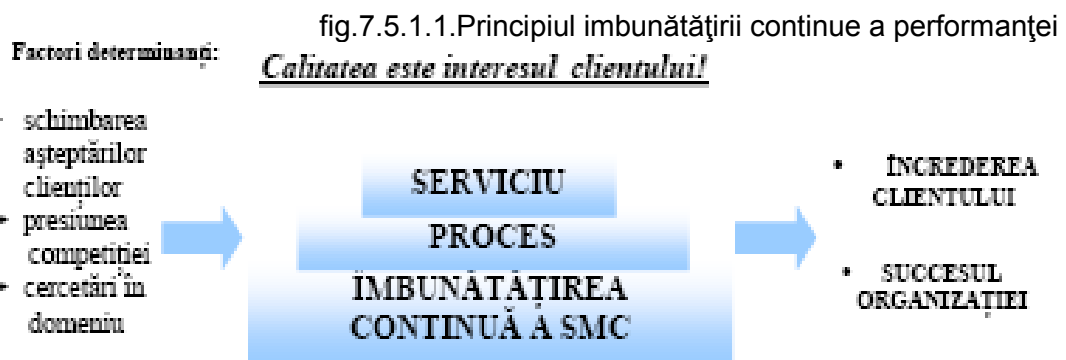 fig.7.5.1.1.Principiul imbunătăţirii continue a performanţei
Factori determinanți:
Calitatea este interesul clientului!
schimbarea
așteptărilor
clienților
• presiunea
competiției
• cercetări în
domeniu
SERVICIU
PROCES
ÎMBUNĂTĂȚIREA
CONTINUĂ A SMC
• ÎNCREDEREA
CLIENTULUI
• SUCCESUL
ORGANIZAȚIEI